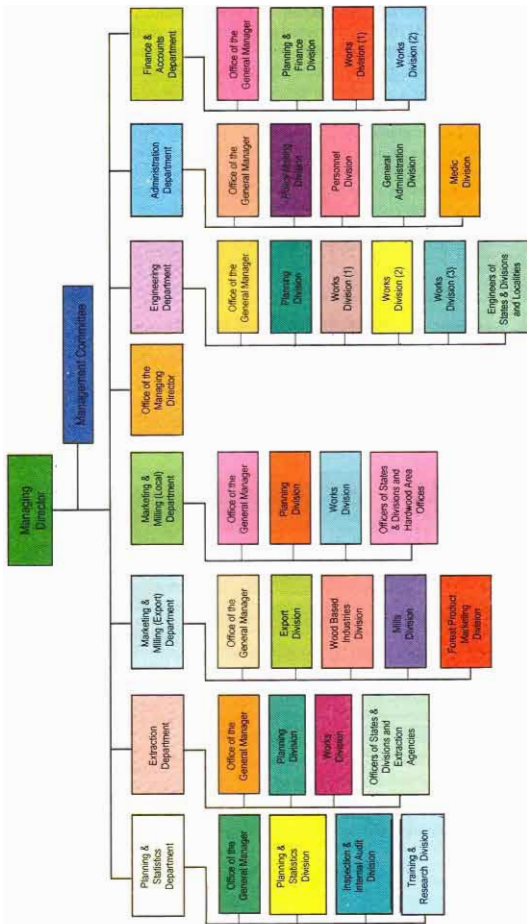 Managing
Director
Management Committee
Planning &
Statistics
Department
Office of the
General Manager
Planning &
Statistics
Division
Inspection &
Internal Audit
Division
Training &
Research Division
Extraction
Department
Office of the
General Manager
Planning
Division
Works
Division
Officers of States &
Divisions and
Extraction
Agencies
Marketing &
Milling (Export)
Department
Office of the
General Manager
Export
Division
Wood Based
Industries
Division
Mills
Division
Forest Product
Marketing
Division
Marketing &
Milling (Local)
Department
Office of the
General Manager
Planning
Division
Works
Division
Officers of States
& Divisions and
Hardwood Area
Offices
Office of the
Managing
Director
Engineering
Department
Office of the
General Manager
Planning
Division
Works
Division (1)
Works
Division (2)
Works
Division (3)
Engineers of
States & Divisions
and Localities
Administration
Department
Office of the
General Manager
Policy Making
Division
Personnel
Division
General
Administration
Division
Medic
Division
Finance &
Accounts
Department
Office of the
General Manager
Planning &
Finance
Division
Works
Division (1)
Works
Division (2)